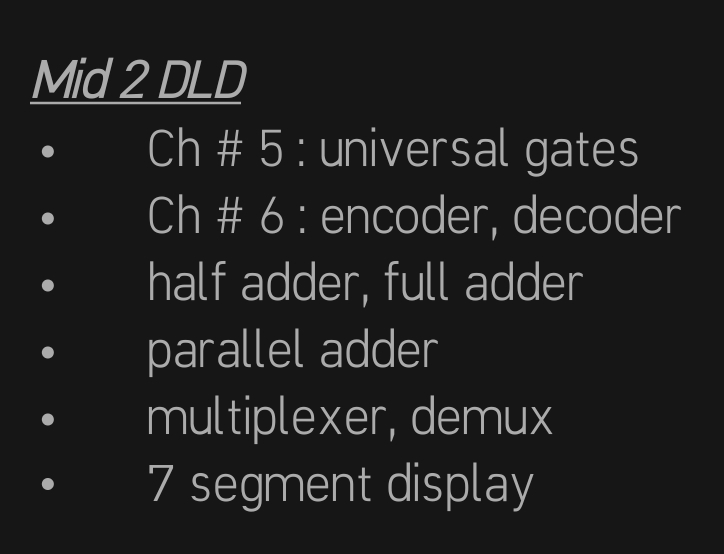 Mid 2 DLD
• Ch # 5 : universal gates
• Ch # 6 : encoder, decoder
• half adder, full adder
• parallel adder
• multiplexer, demux
• 7 segment display